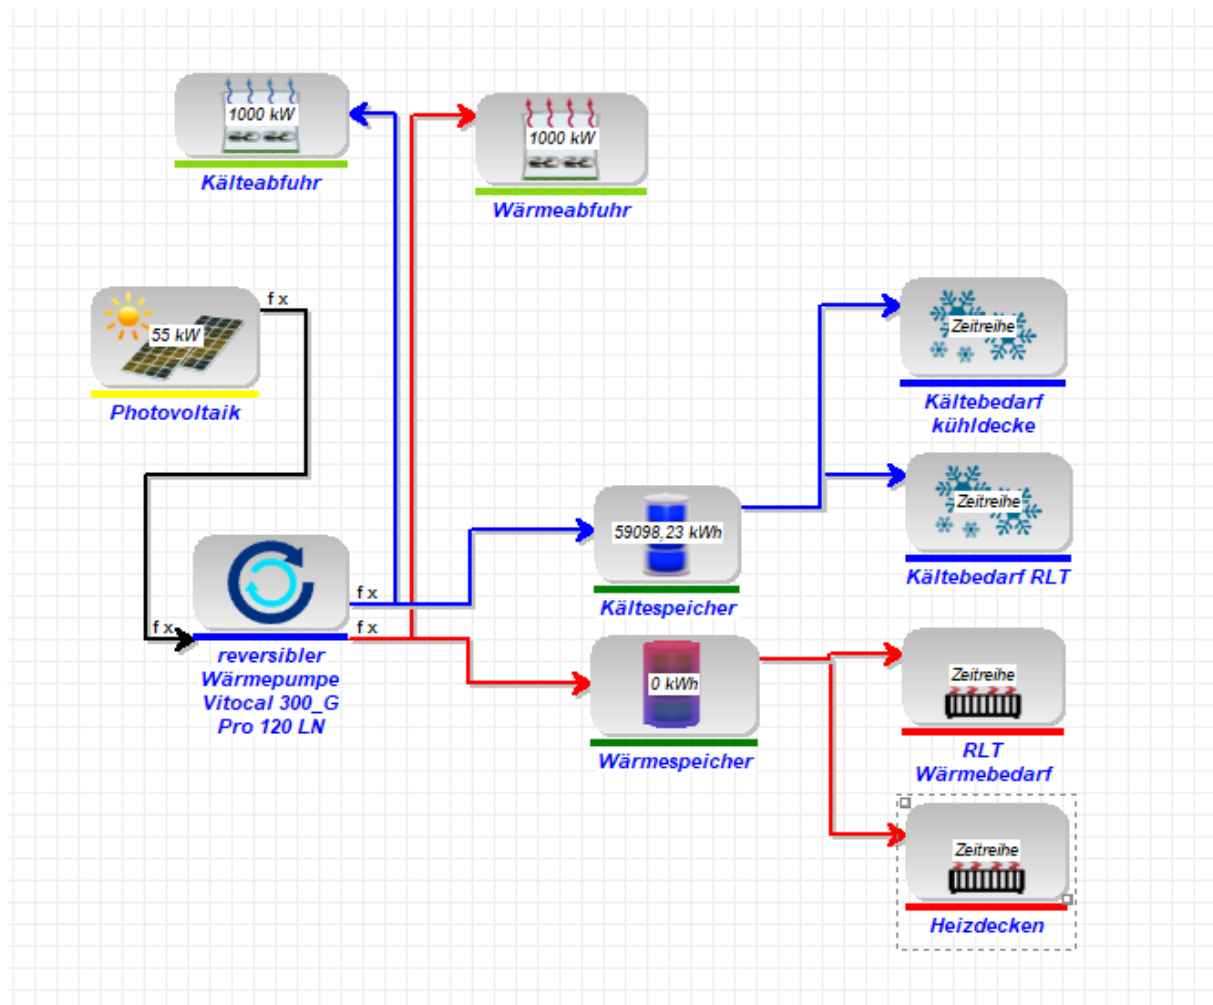 1000 kW
Kälteabfuhr
1000 kW
Wärmeabfuhr
f x
55 kW
Photovoltaik
Zeitreihe
Kältebedarf
kühldecke
Zeitreihe
Kältebedarf RLT
59098,23 kWh
Kältespeicher
f x
f x
f x
reversibler
Wärmepumpe
Vitocal 300_G
Pro 120 LN
0 kWh
Wärmespeicher
Zeitreihe
RLT
Wärmebedarf
Zeitreihe
Heizdecken